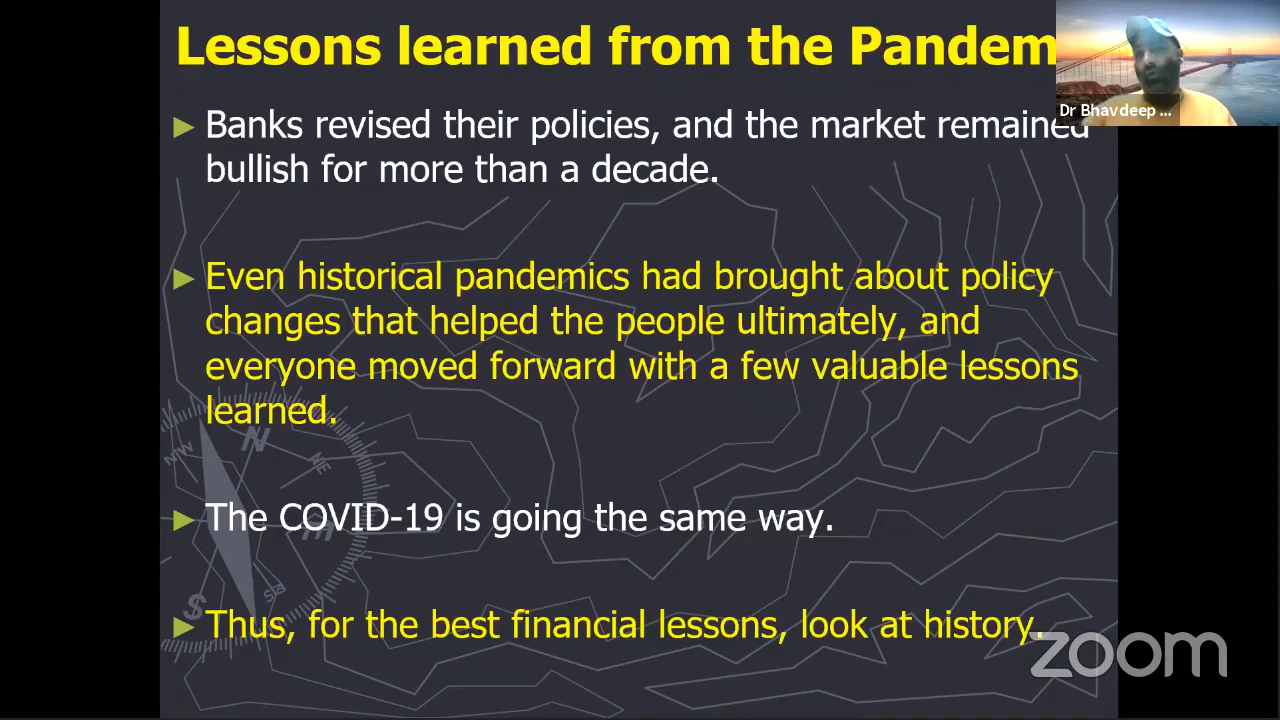 Lessons learned from the Pandem
Dr Bhavdeep ...
Banks revised their policies, and the market remained
bullish for more than a decade.
Even historical pandemics had brought about policy
changes that helped the people ultimately, and
everyone moved forward with a few valuable lessons
learned.
The COVID-19 is going the same way.
Thus, for the best financial lessons, look at history.
zoom
N
NW
NE
E
SE
S